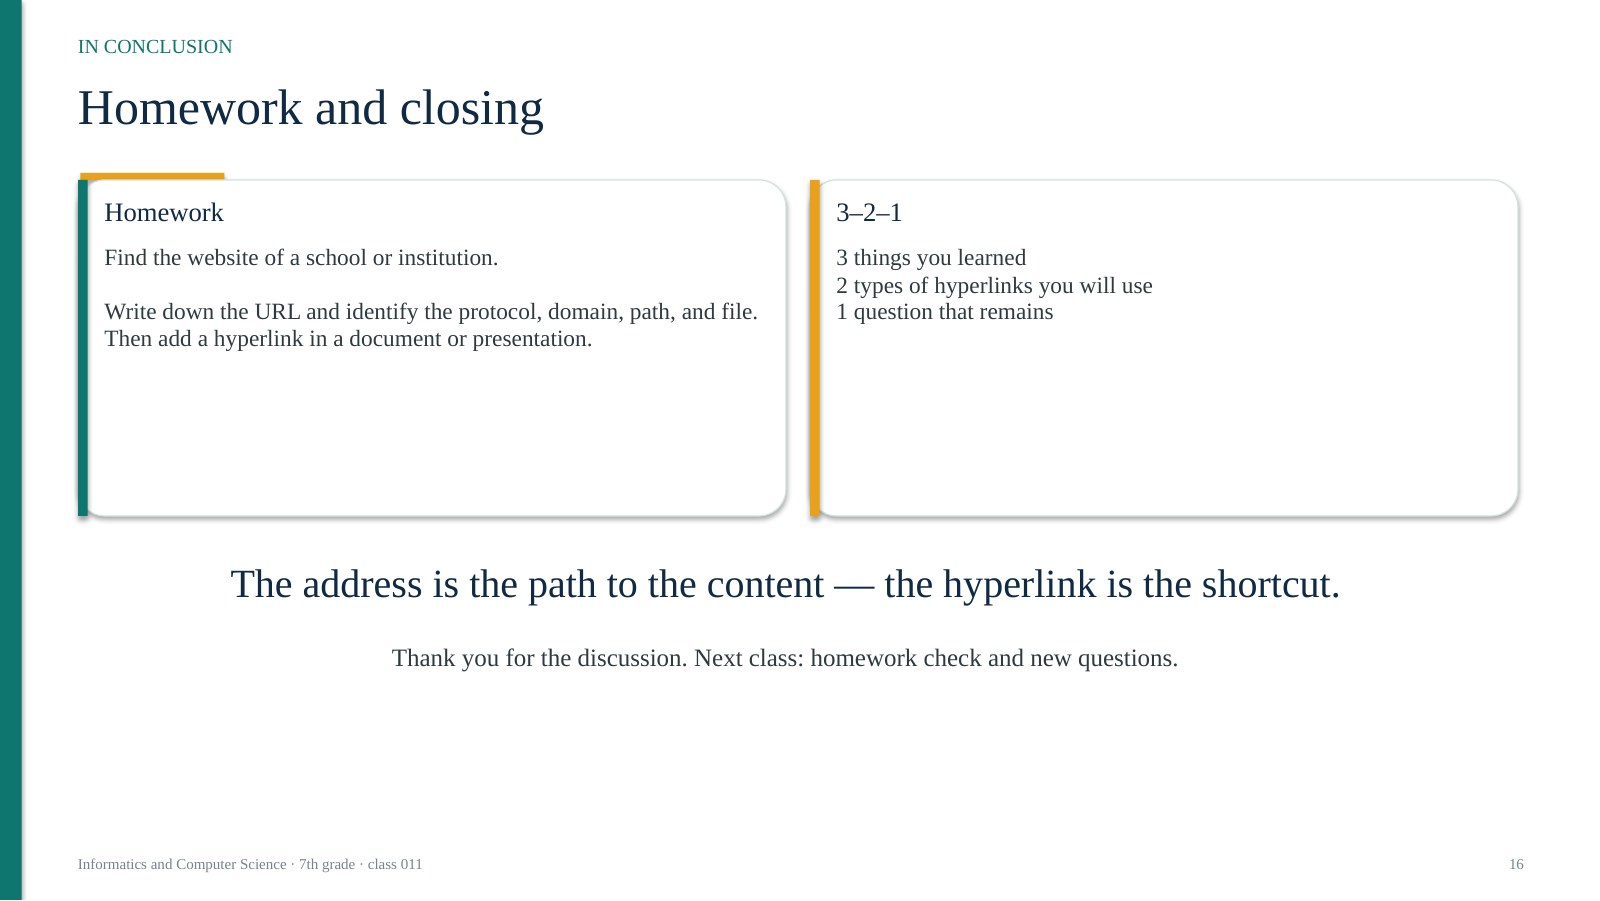 IN CONCLUSION
Homework and closing
Homework
Find the website of a school or institution.
Write down the URL and identify the protocol, domain, path, and file.
Then add a hyperlink in a document or presentation.
3–2–1
3 things you learned
2 types of hyperlinks you will use
1 question that remains
The address is the path to the content — the hyperlink is the shortcut.
Thank you for the discussion. Next class: homework check and new questions.
Informatics and Computer Science · 7th grade · class 011
16